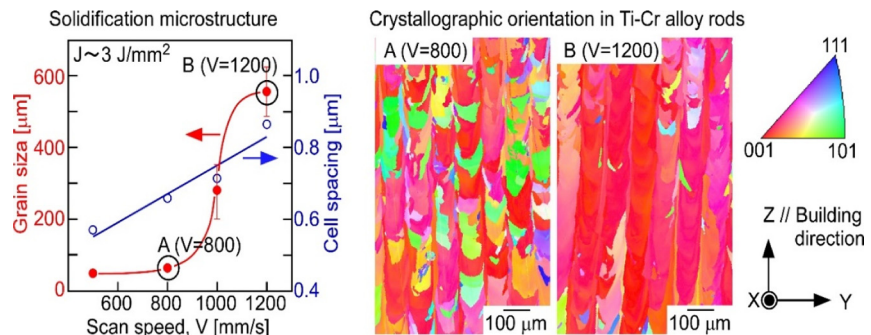 Solidification microstructure
J~3 J/mm²
B (V=1200)
A (V=800)
600
400
200
0
Grain siza [µm]
1.0
0.8
0.6
0.4
Cell spacing [µm]
600 800 1000 1200
Scan speed, V [mm/s]
Crystallographic orientation in Ti-Cr alloy rods
A (V=800)
B (V=1200)
100 µm
100 µm
111
001 101
Z // Building
direction
X Y